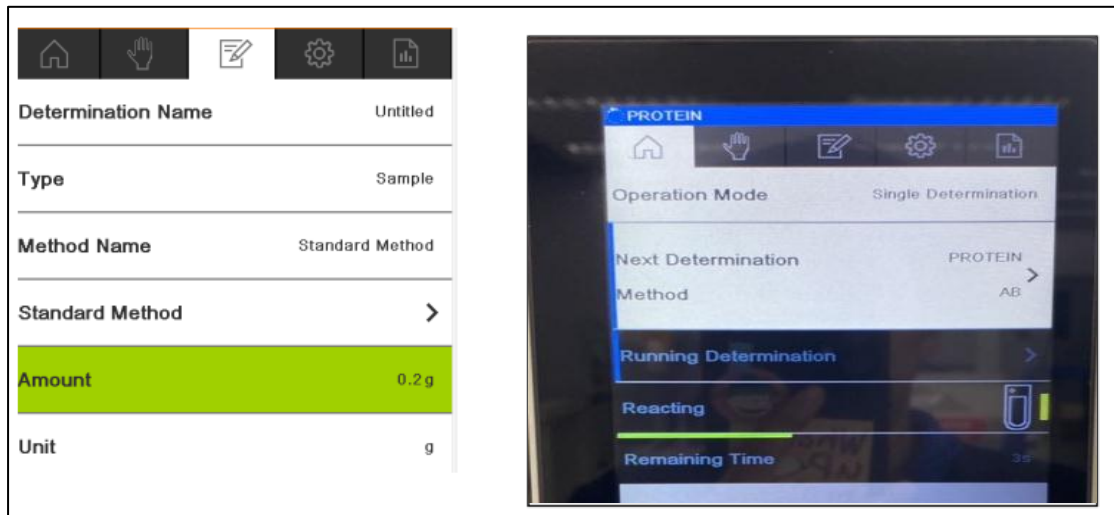 Determination Name Untitled
Type Sample
Method Name Standard Method
Standard Method
Amount 0.2 g
Unit g
PROTEIN
Operation Mode Single Determination
Next Determination PROTEIN
Method AB
Running Determination
Reacting
Remaining Time 3s